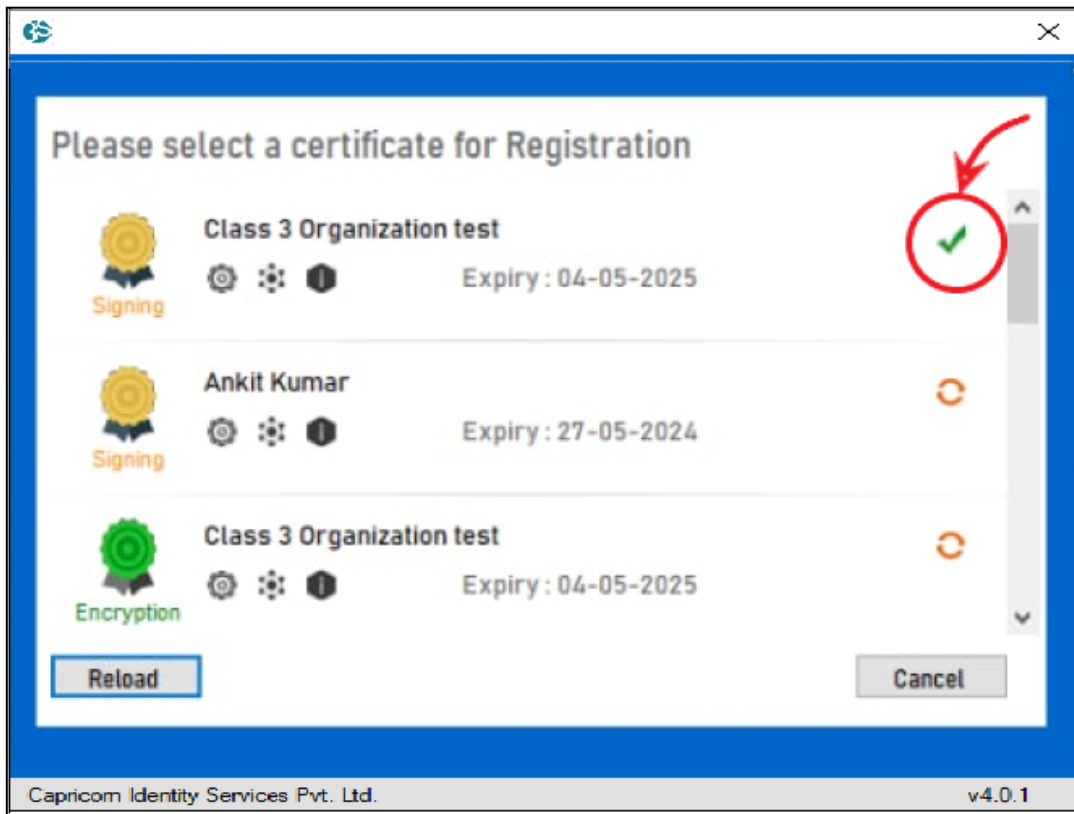 Please select a certificate for Registration
Class 3 Organization test
Expiry : 04-05-2025
Signing
Ankit Kumar
Expiry : 27-05-2024
Signing
Class 3 Organization test
Expiry : 04-05-2025
Encryption
Reload Cancel
Capricorn Identity Services Pvt. Ltd. v4.0.1